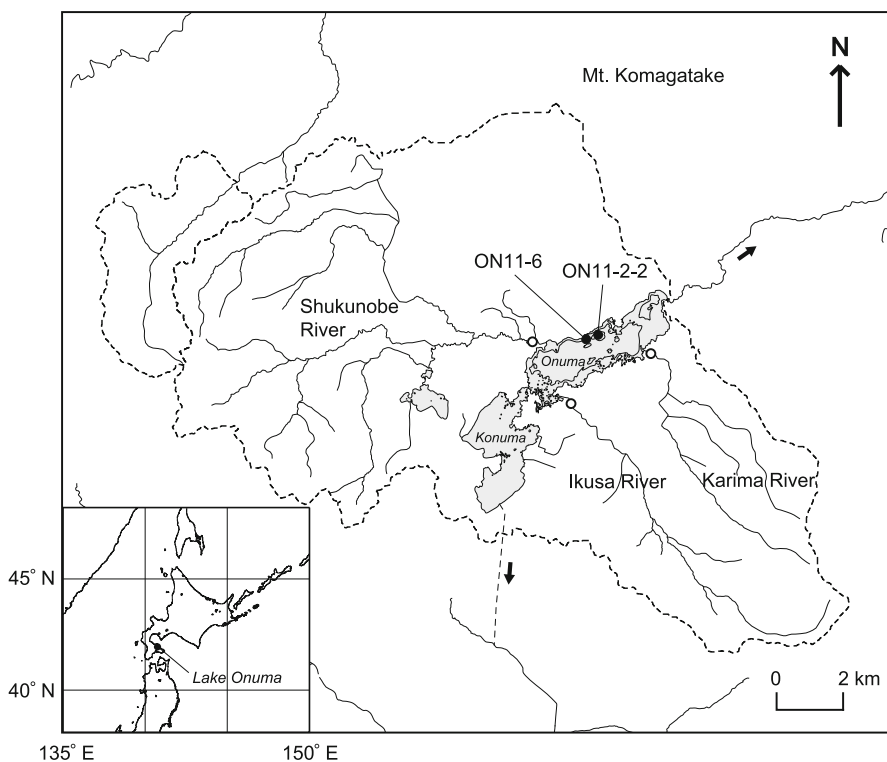 Mt. Komagatake
N
ON11-6
ON11-2-2
Shukunobe
River
Onuma
Konuma
Ikusa River
Karima River
45° N
Lake Onuma
40° N
0 2 km
135° E
150° E